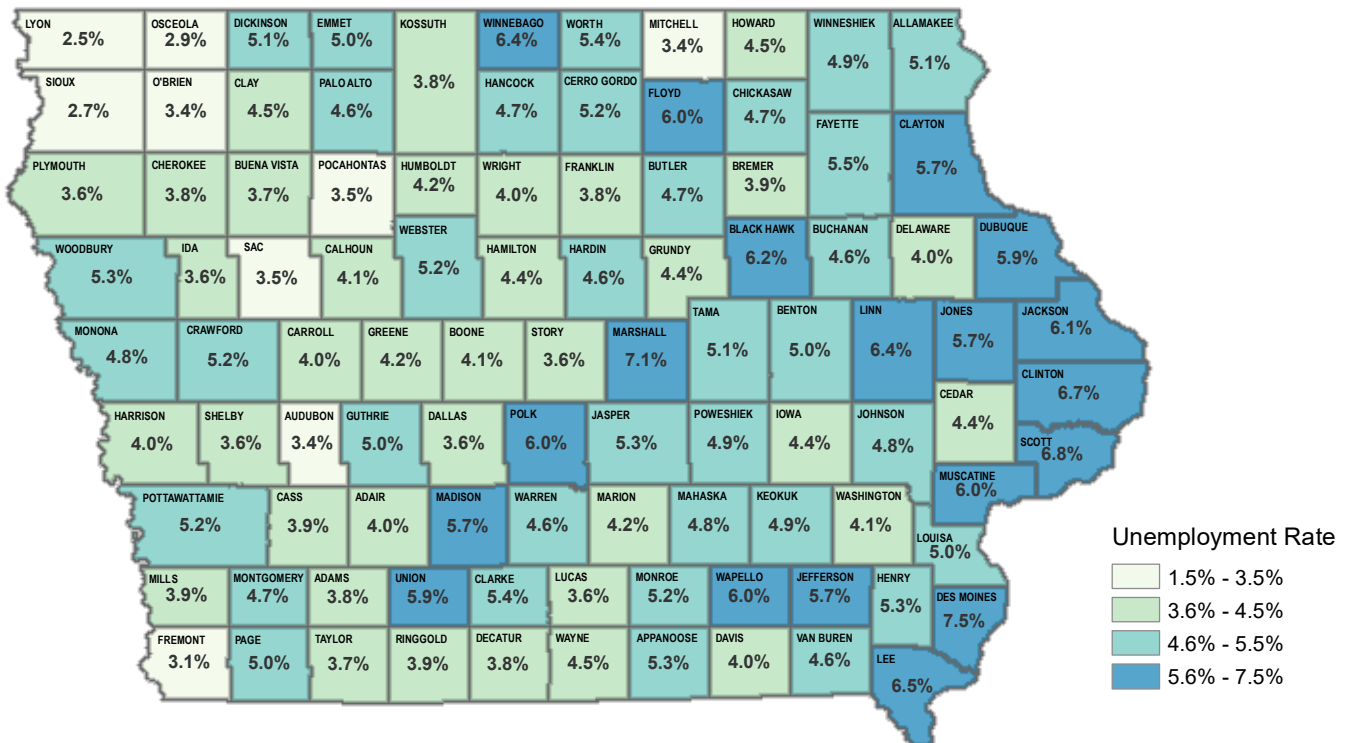 LYON
2.5%
OSCEOLA
2.9%
DICKINSON
5.1%
EMMET
5.0%
KOSSUTH
3.8%
WINNEBAGO
6.4%
WORTH
5.4%
MITCHELL
3.4%
HOWARD
4.5%
WINNESHIEK
4.9%
ALLAMAKEE
5.1%
SIOUX
2.7%
O'BRIEN
3.4%
CLAY
4.5%
PALO ALTO
4.6%
HANCOCK
4.7%
CERRO GORDO
5.2%
FLOYD
6.0%
CHICKASAW
4.7%
FAYETTE
5.5%
CLAYTON
5.7%
PLYMOUTH
3.6%
CHEROKEE
3.8%
BUENA VISTA
3.7%
POCAHONTAS
3.5%
HUMBOLDT
4.2%
WRIGHT
4.0%
FRANKLIN
3.8%
BUTLER
4.7%
BREMER
3.9%
WOODBURY
5.3%
IDA
3.6%
SAC
3.5%
CALHOUN
4.1%
WEBSTER
5.2%
HAMILTON
4.4%
HARDIN
4.6%
GRUNDY
4.4%
BLACK HAWK
6.2%
BUCHANAN
4.6%
DELAWARE
4.0%
DUBUQUE
5.9%
MONONA
4.8%
CRAWFORD
5.2%
CARROLL
4.0%
GREENE
4.2%
BOONE
4.1%
STORY
3.6%
MARSHALL
7.1%
TAMA
5.1%
BENTON
5.0%
LINN
6.4%
JONES
5.7%
JACKSON
6.1%
CLINTON
6.7%
HARRISON
4.0%
SHELBY
3.6%
AUDUBON
3.4%
GUTHRIE
5.0%
DALLAS
3.6%
POLK
6.0%
JASPER
5.3%
POWESHIEK
4.9%
IOWA
4.4%
JOHNSON
4.8%
CEDAR
4.4%
SCOTT
6.8%
MUSCATINE
6.0%
POTTAWATTAMIE
5.2%
CASS
3.9%
ADAIR
4.0%
MADISON
5.7%
WARREN
4.6%
MARION
4.2%
MAHASKA
4.8%
KEOKUK
4.9%
WASHINGTON
4.1%
LOUISA
5.0%
MILLS
3.9%
MONTGOMERY
4.7%
ADAMS
3.8%
UNION
5.9%
CLARKE
5.4%
LUCAS
3.6%
MONROE
5.2%
WAPELLO
6.0%
JEFFERSON
5.7%
HENRY
5.3%
DES MOINES
7.5%
FREMONT
3.1%
PAGE
5.0%
TAYLOR
3.7%
RINGGOLD
3.9%
DECATUR
3.8%
WAYNE
4.5%
APPANOOSE
5.3%
DAVIS
4.0%
VAN BUREN
4.6%
LEE
6.5%
Unemployment Rate
1.5% - 3.5%
3.6% - 4.5%
4.6% - 5.5%
5.6% - 7.5%